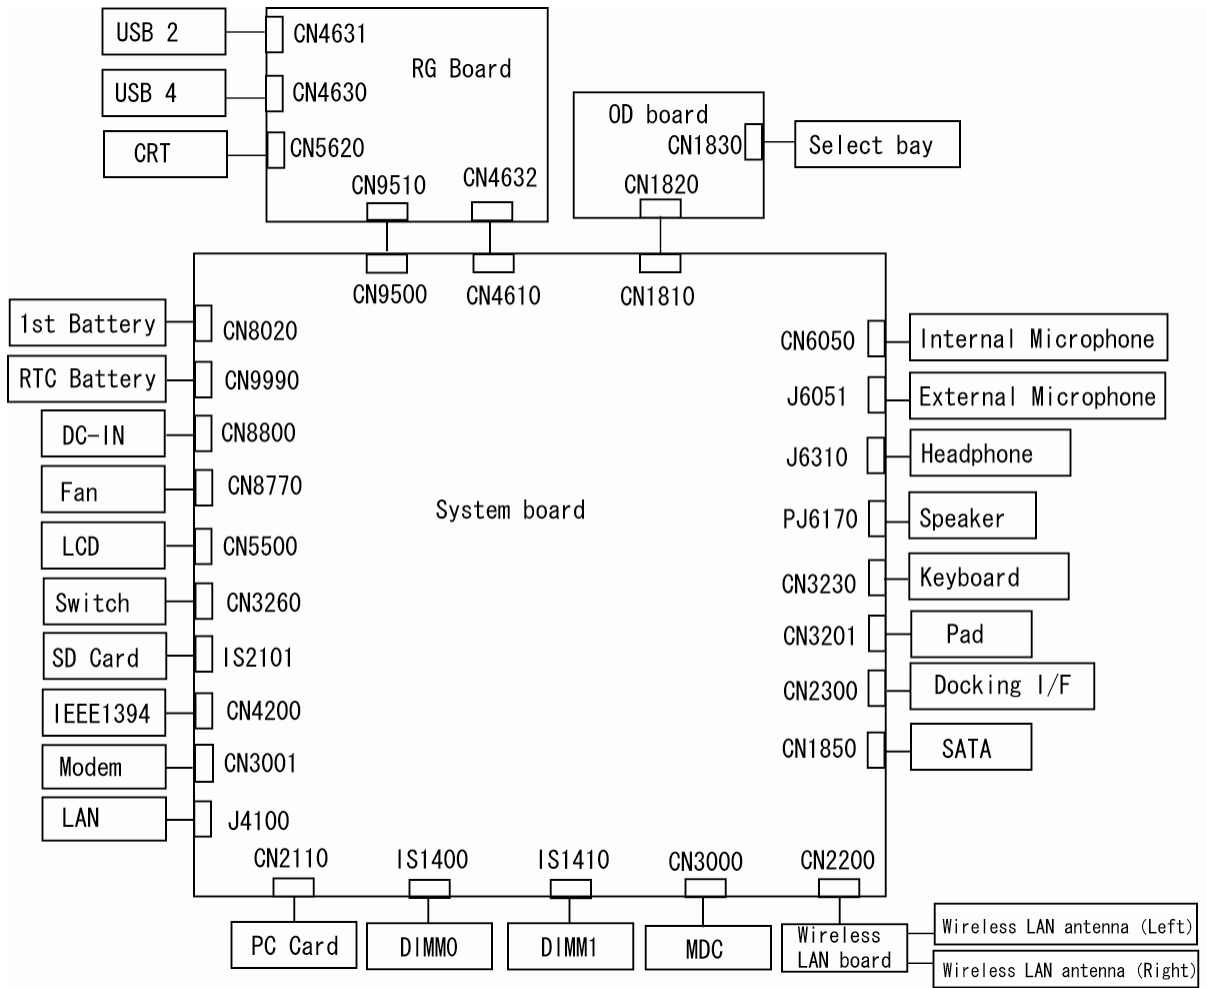 USB 2
CN4631
RG Board
USB 4
CN4630
OD board
CN1830
Select bay
CRT
CN5620
CN9510
CN4632
CN1820
CN9500
CN4610
CN1810
1st Battery
CN8020
CN6050
Internal Microphone
RTC Battery
CN9990
J6051
External Microphone
DC-IN
CN8800
J6310
Headphone
Fan
CN8770
System board
PJ6170
Speaker
LCD
CN5500
CN3230
Keyboard
Switch
CN3260
CN3201
Pad
SD Card
IS2101
CN2300
Docking I/F
IEEE1394
CN4200
CN1850
SATA
Modem
CN3001
LAN
J4100
CN2110
IS1400
IS1410
CN3000
CN2200
PC Card
DIMM0
DIMM1
MDC
Wireless
LAN board
Wireless LAN antenna (Left)
Wireless LAN antenna (Right)